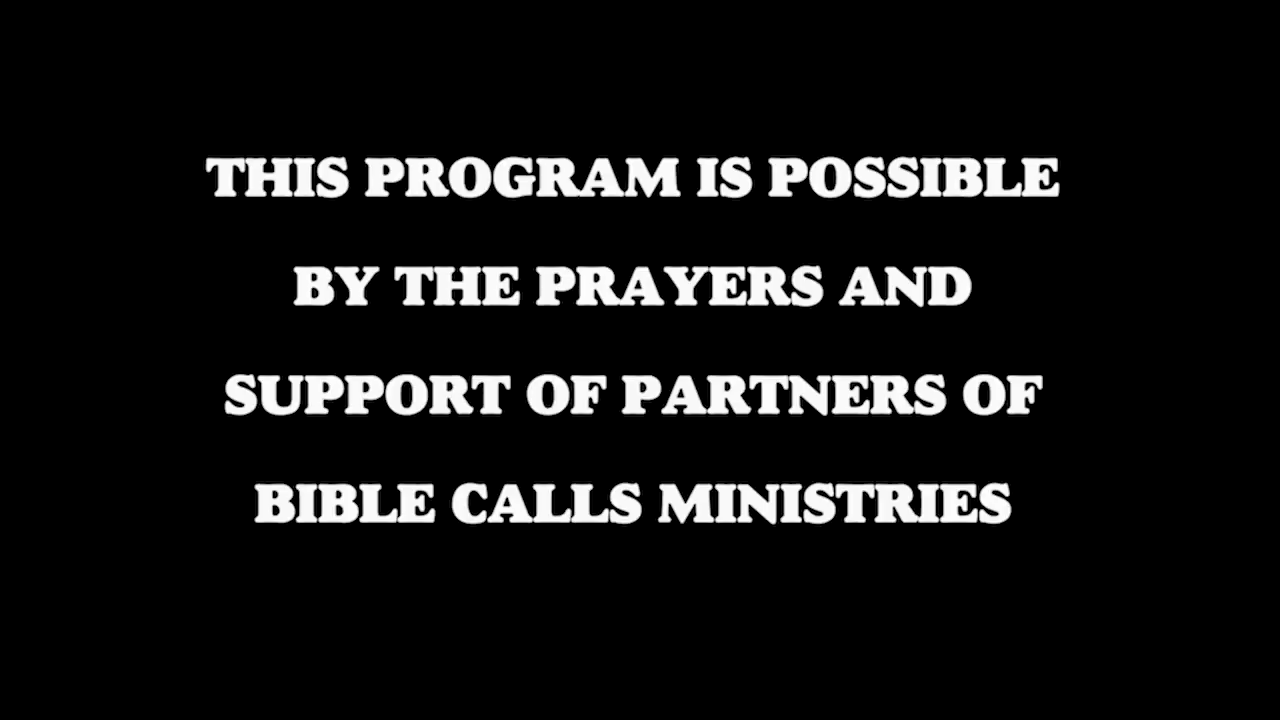 THIS PROGRAM IS POSSIBLE
BY THE PRAYERS AND
SUPPORT OF PARTNERS OF
BIBLE CALLS MINISTRIES